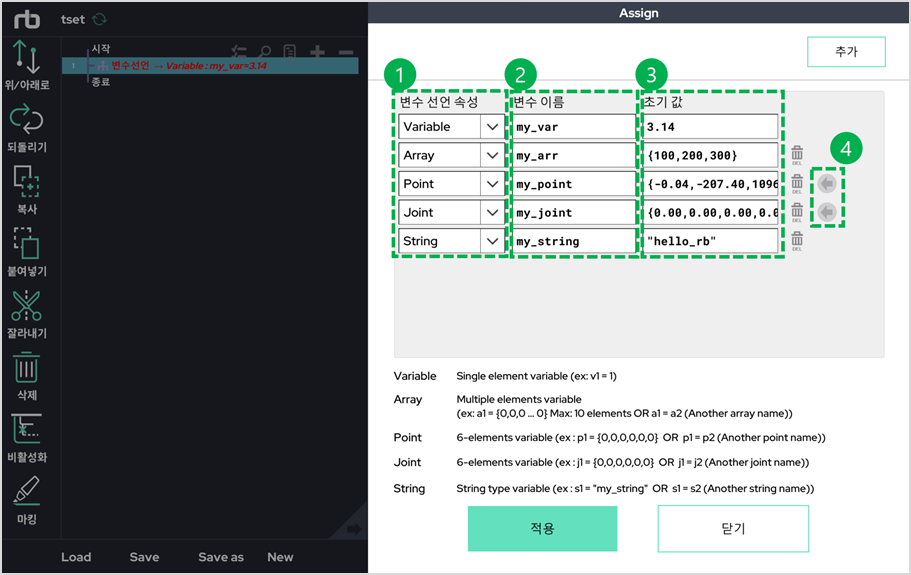 rb
tset
Assign
추가
시작
1 변수선언 → Variable : my_var=3.14
종료
위/아래로
되돌리기
복사
붙여넣기
잘라내기
삭제
비활성화
마킹
1
2
3
4
변수 선언 속성 변수 이름 초기 값
Variable my_var 3.14
Array my_arr {100,200,300} DEL
Point my_point {-0.04,-207.40,1096 DEL
Joint my_joint {0.00,0.00,0.00,0.0 DEL
String my_string "hello_rb" DEL
Variable Single element variable (ex: v1 = 1)
Array Multiple elements variable
(ex: a1 = {0,0,0 ... 0} Max: 10 elements OR a1 = a2 (Another array name))
Point 6-elements variable (ex : p1 = {0,0,0,0,0,0} OR p1 = p2 (Another point name))
Joint 6-elements variable (ex : j1 = {0,0,0,0,0,0} OR j1 = j2 (Another joint name))
String String type variable (ex : s1 = "my_string" OR s1 = s2 (Another string name))
적용 닫기
Load Save Save as New